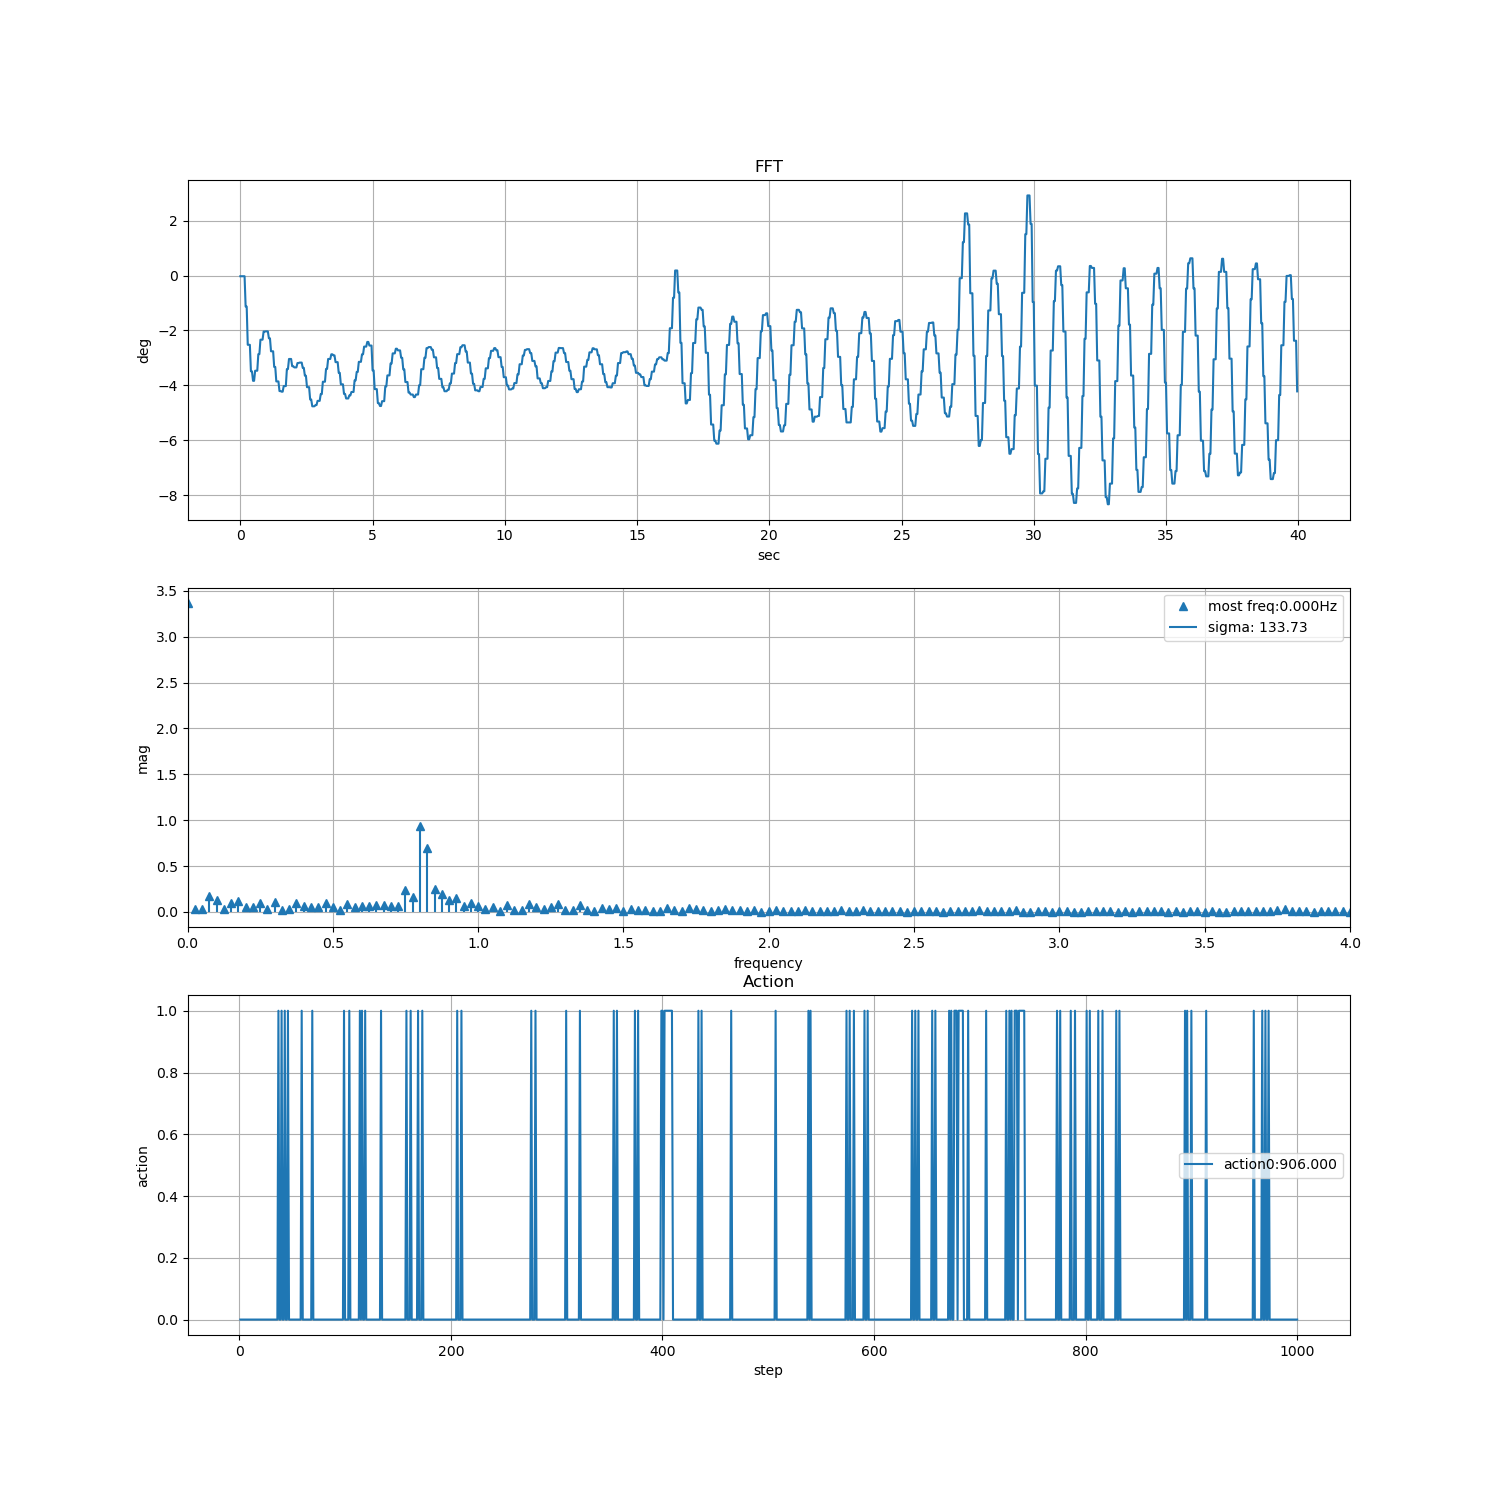 FFT
2
0
−2
−4
−6
−8
deg
0 5 10 15 20 25 30 35 40
sec
3.5
3.0
2.5
2.0
1.5
1.0
0.5
0.0
mag
most freq:0.000Hz
sigma: 133.73
0.0 0.5 1.0 1.5 2.0 2.5 3.0 3.5 4.0
frequency
Action
1.0
0.8
0.6
0.4
0.2
0.0
action
action0:906.000
0 200 400 600 800 1000
step